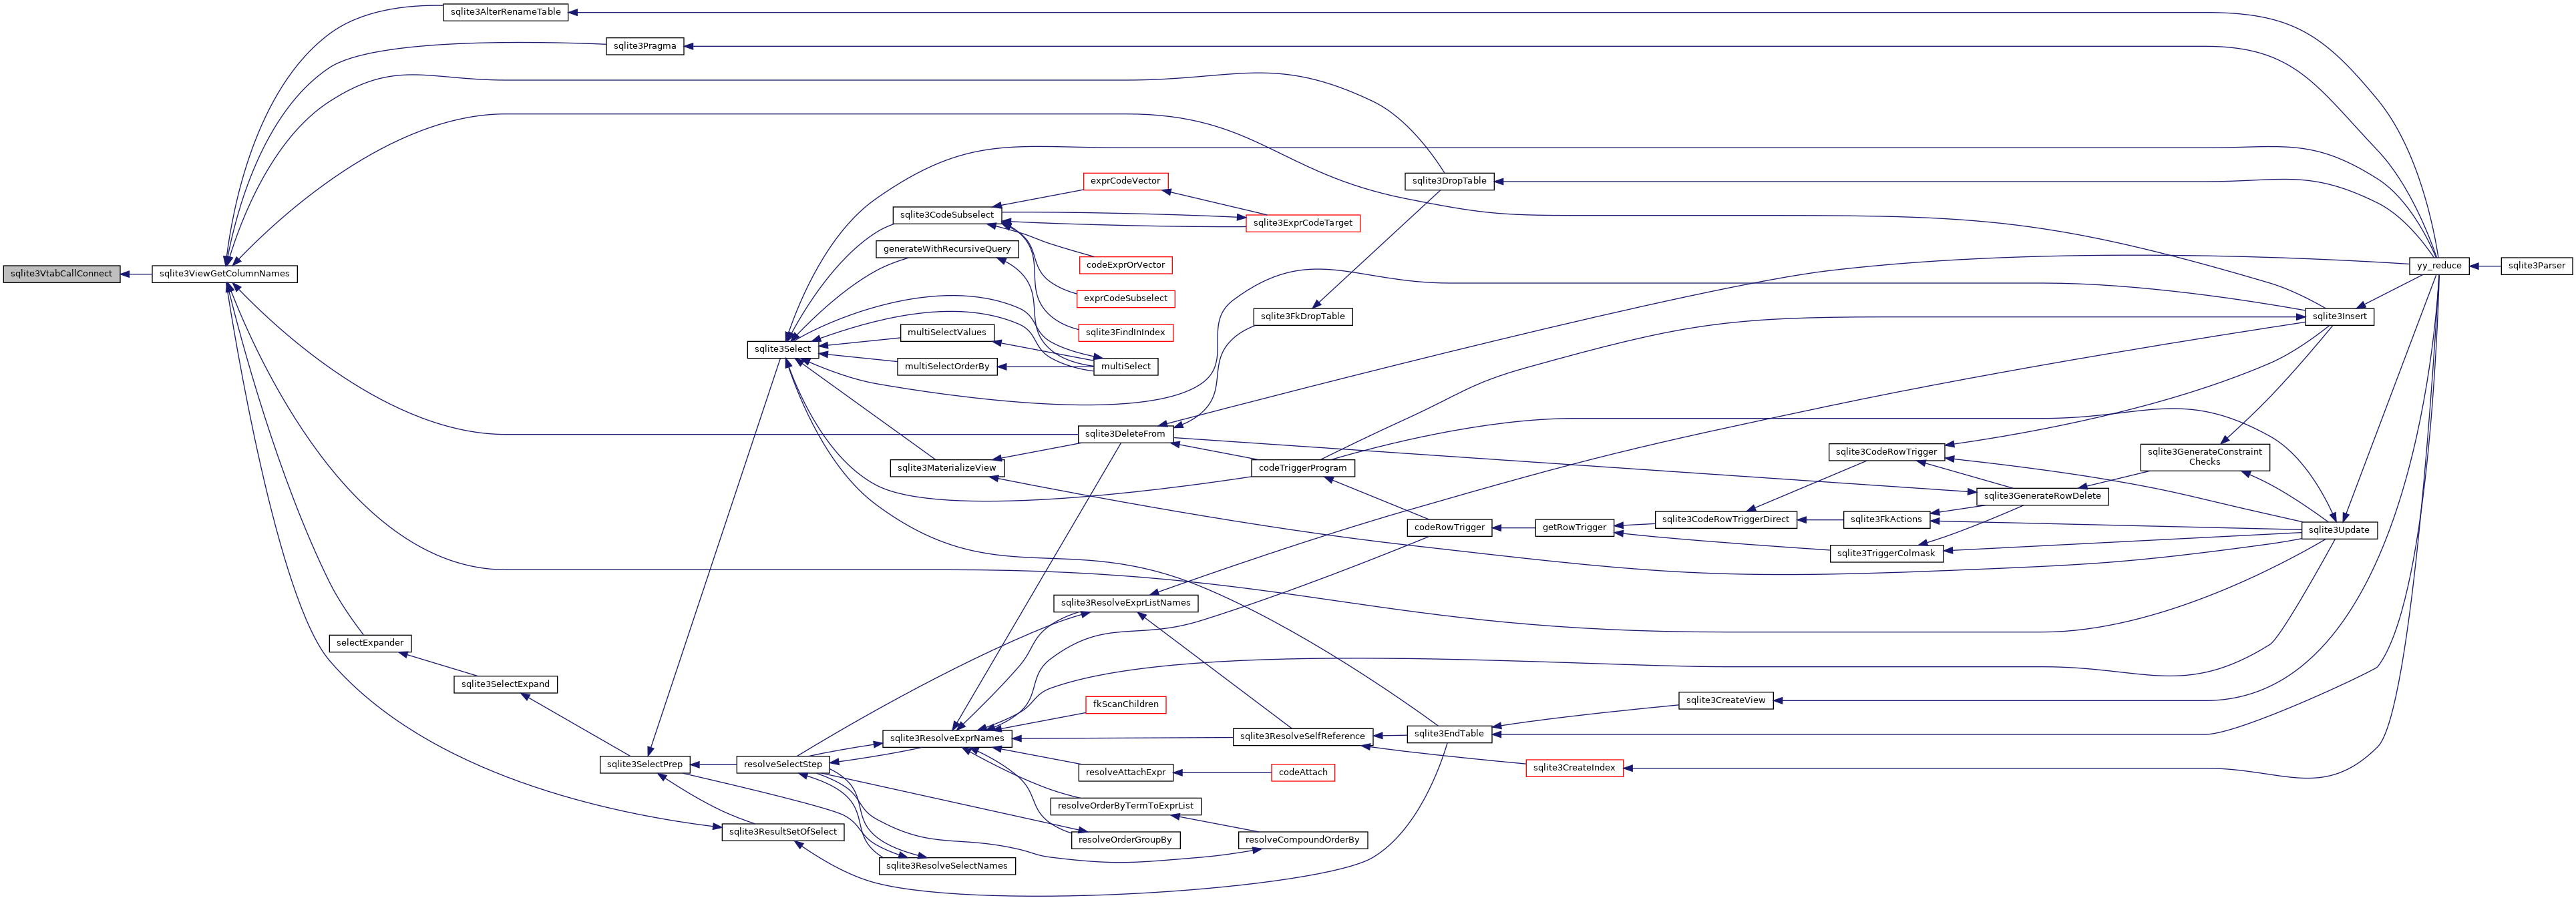 sqlite3AlterRenameTable
sqlite3Pragma
exprCodeVector
sqlite3DropTable
sqlite3CodeSubselect
sqlite3ExprCodeTarget
generateWithRecursiveQuery
codeExprOrVector
yy_reduce
sqlite3Parser
sqlite3VtabCallConnect
sqlite3ViewGetColumnNames
exprCodeSubselect
sqlite3FkDropTable
sqlite3Insert
multiSelectValues
sqlite3FindInIndex
sqlite3Select
multiSelectOrderBy
multiSelect
sqlite3DeleteFrom
sqlite3CodeRowTrigger
sqlite3GenerateConstraint
Checks
sqlite3MaterializeView
codeTriggerProgram
sqlite3GenerateRowDelete
codeRowTrigger
getRowTrigger
sqlite3CodeRowTriggerDirect
sqlite3FkActions
sqlite3Update
sqlite3TriggerColmask
sqlite3ResolveExprListNames
selectExpander
sqlite3SelectExpand
fkScanChildren
sqlite3CreateView
sqlite3ResolveExprNames
sqlite3ResolveSelfReference
sqlite3EndTable
sqlite3SelectPrep
resolveSelectStep
resolveAttachExpr
codeAttach
sqlite3CreateIndex
resolveOrderByTermToExprList
sqlite3ResultSetOfSelect
resolveOrderGroupBy
resolveCompoundOrderBy
sqlite3ResolveSelectNames